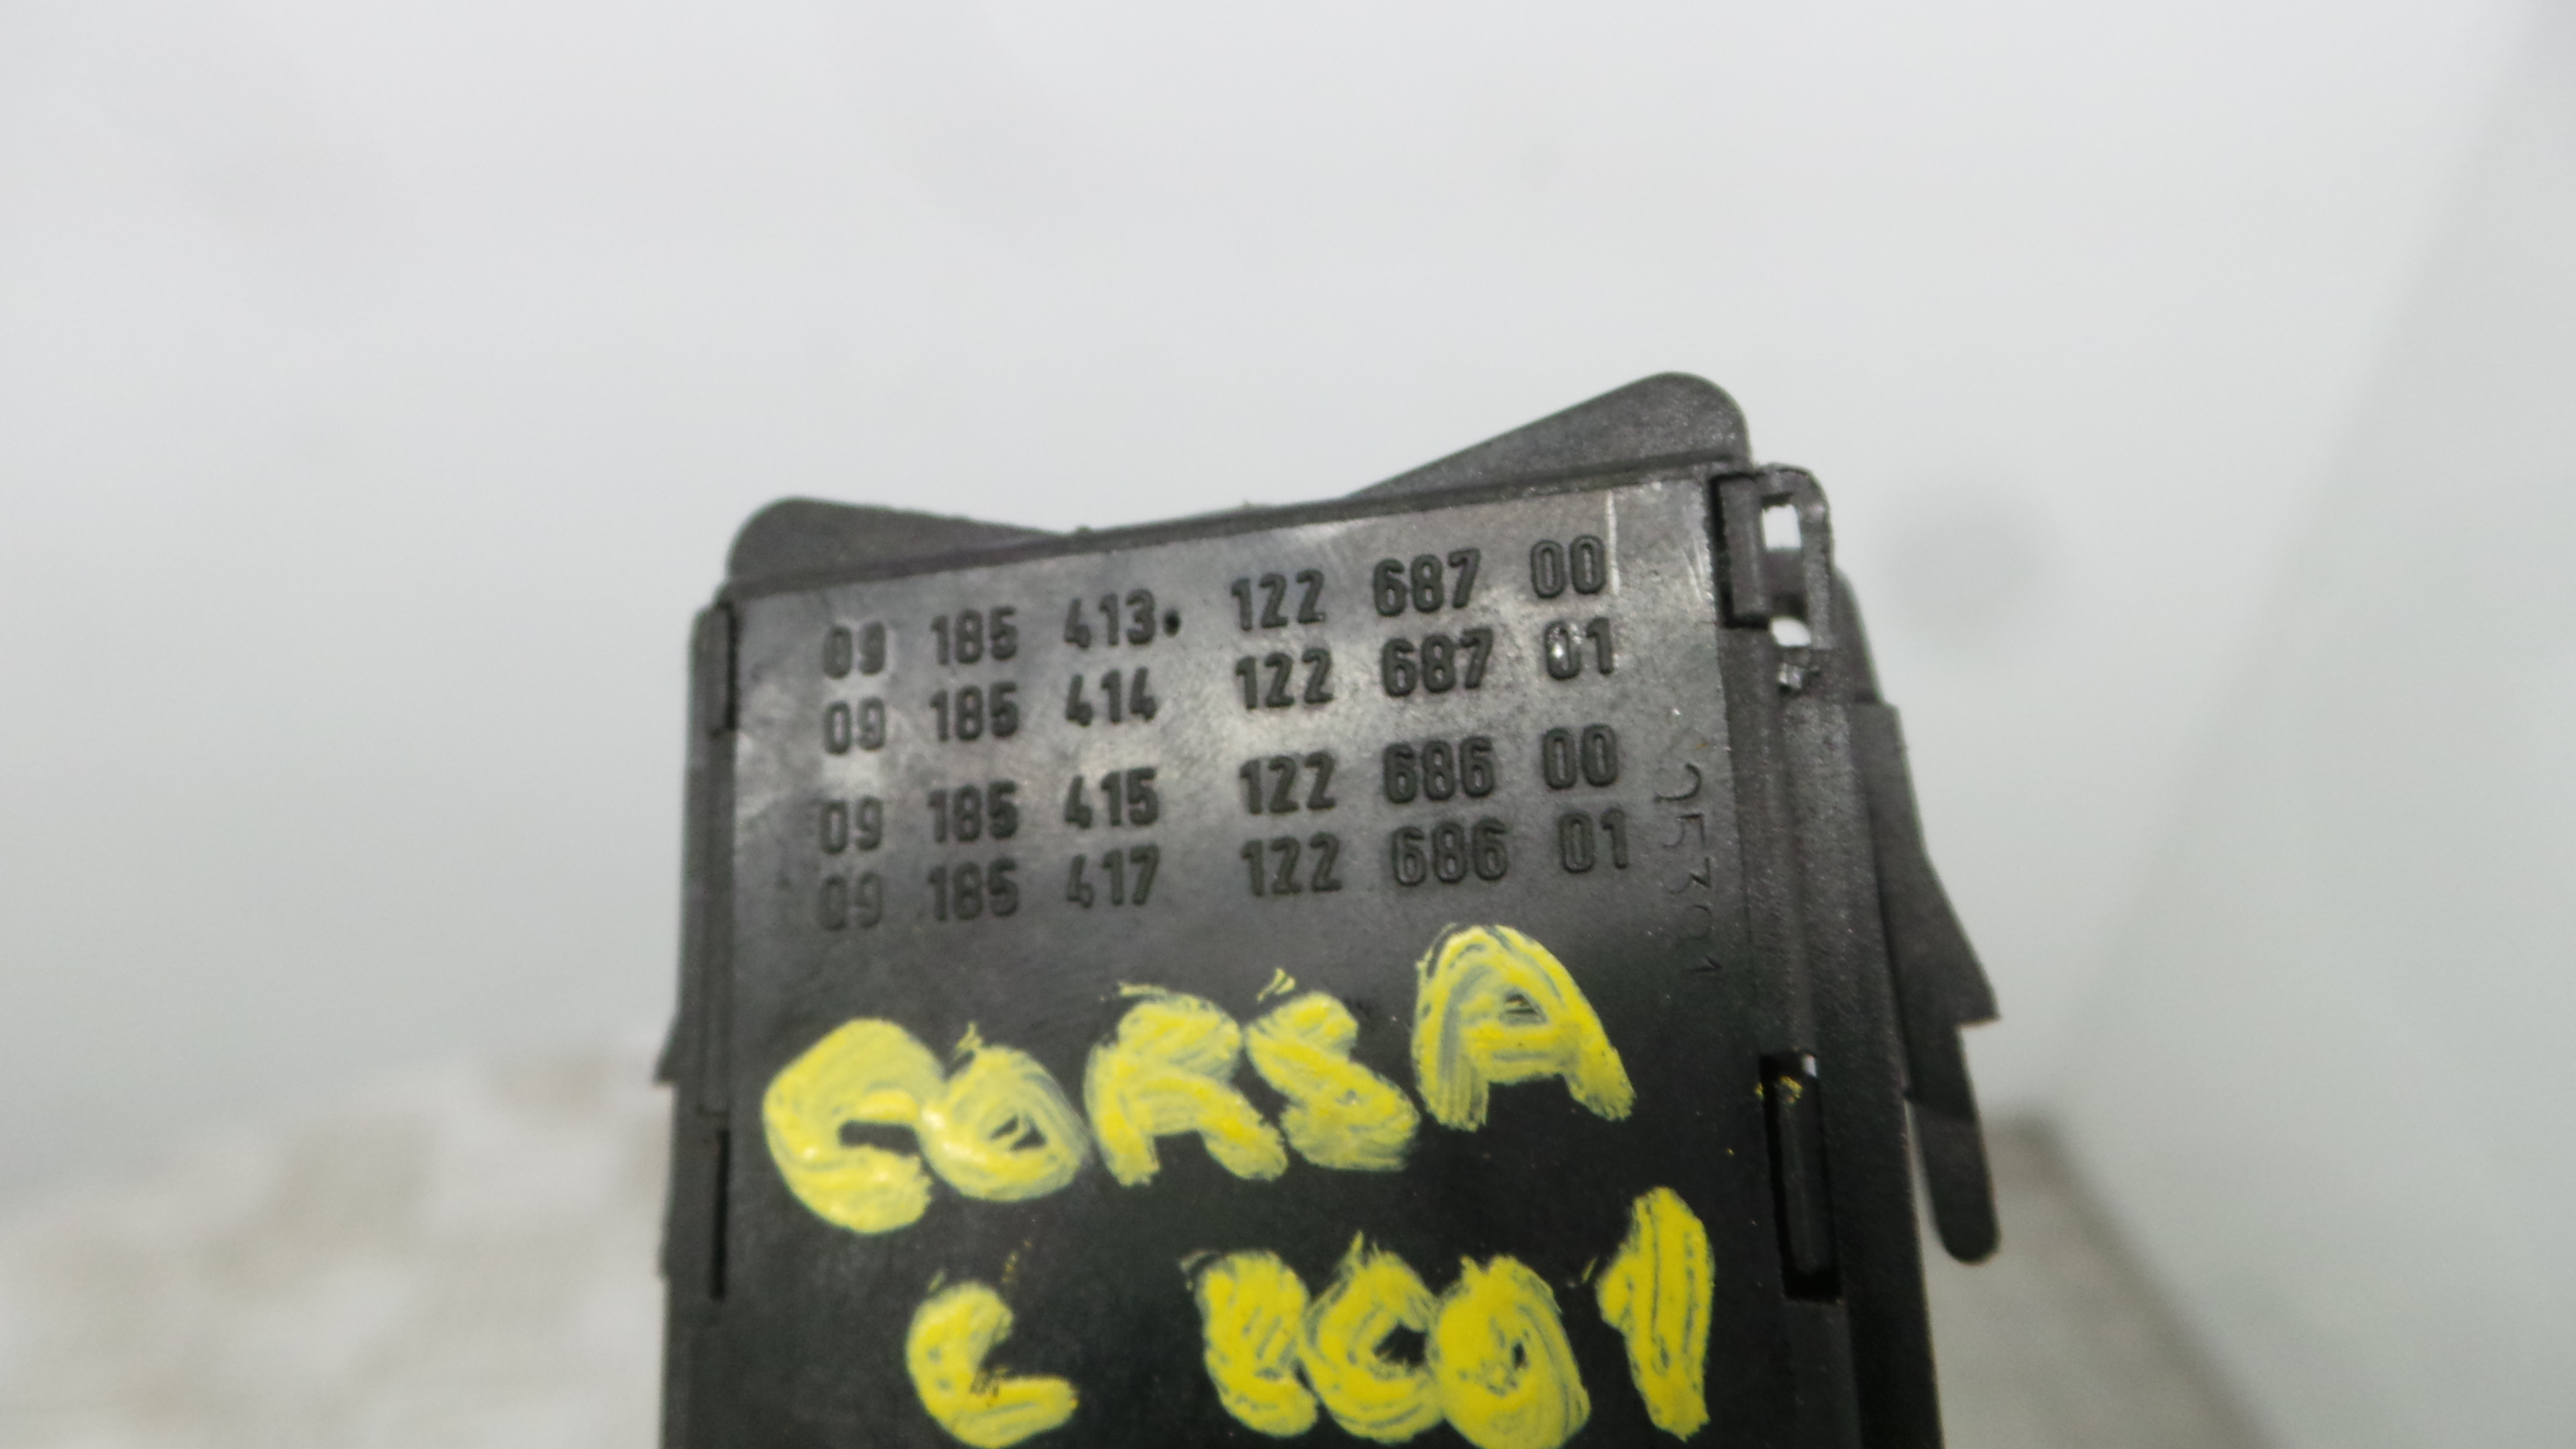 09 185 413. 122 687 00
09 185 414 122 687 01
09 185 415 122 686 00
09 185 417 122 686 01
CORSA
C 2001